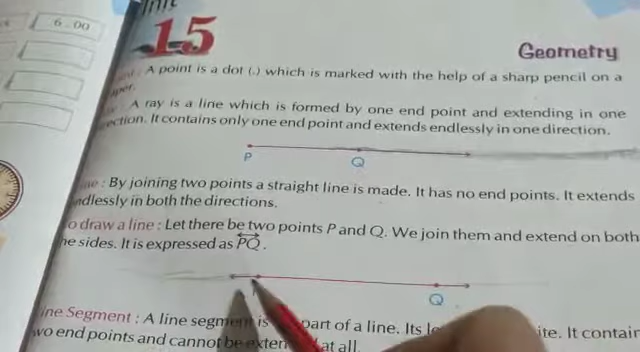 6.00
15
Geometry
A point is a dot (.) which is marked with the help of a sharp pencil on a
A ray is a line which is formed by one end point and extending in one
direction. It contains only one end point and extends endlessly in one direction.
P
Q
: By joining two points a straight line is made. It has no end points. It extends
endlessly in both the directions.
To draw a line : Let there be two points P and Q. We join them and extend on both
he sides. It is expressed as PQ.
Q
ine Segment : A line segment is part of a line. Its ite. It contain
wo end points and cannot be exten at all.